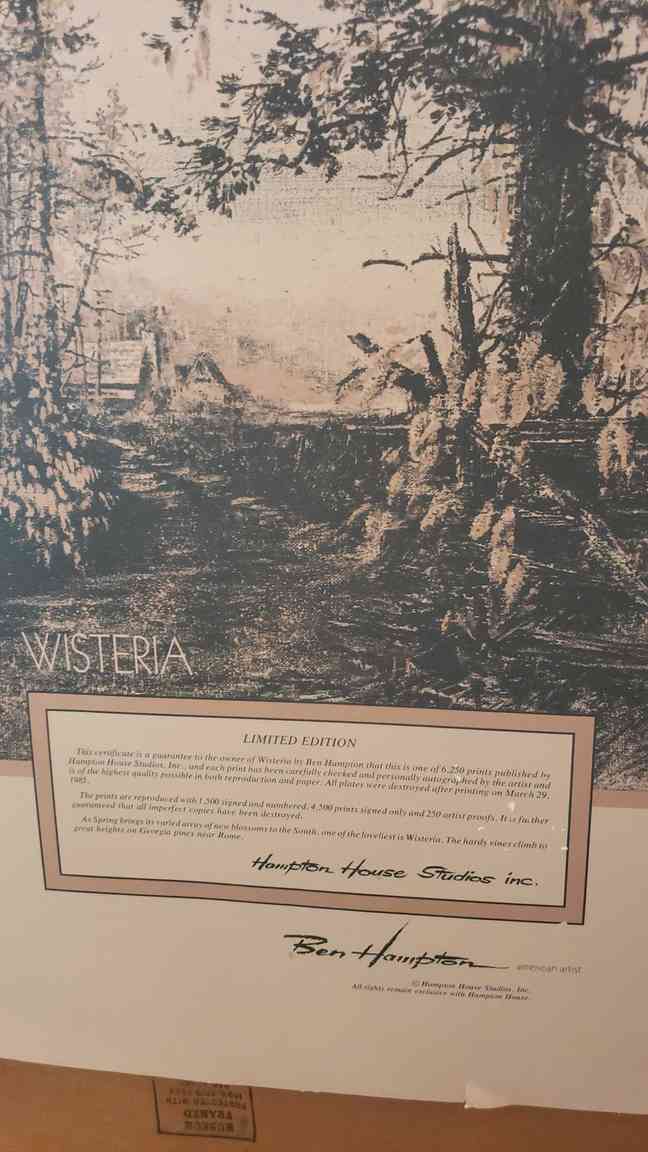 WISTERIA
LIMITED EDITION
This certificate is a guarantee to the owner of Wisteria by Ben Hampton that this is one of 6,250 prints published by
Hampton House Studios, Inc., and each print has been carefully checked and personally autographed by the artist and
is of the highest quality possible in both reproduction and paper. All plates were destroyed after printing on March 29,
1985.
The prints are reproduced with 1,500 signed and numbered, 4,500 prints signed only and 250 artist proofs. It is further
guaranteed that all imperfect copies have been destroyed.
As Spring brings its varied array of new blossoms to the South, one of the loveliest is Wisteria. The hardy vines climb to
great heights on Georgia pines near Rome.
Hampton House Studios inc.
Ben Hampton american artist
© Hampton House Studios, Inc.
All rights remain exclusive with Hampton House.
PROTECTED WITH
FRAMED
MUSEUM